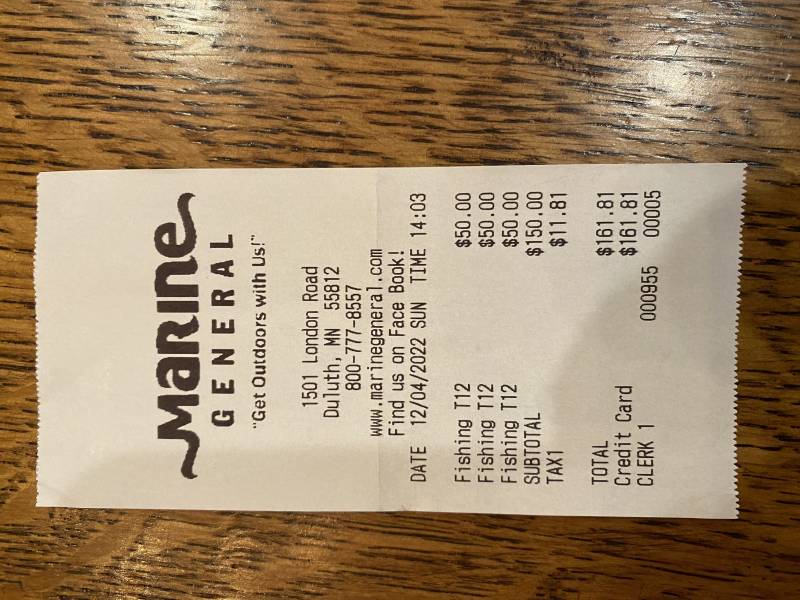 MARINE
GENERAL
"Get Outdoors with Us!"
1501 London Road
Duluth, MN 55812
800-777-8557
www.marinegeneral.com
Find us on Face Book!
DATE 12/04/2022 SUN TIME 14:03
Fishing T12 $50.00
Fishing T12 $50.00
Fishing T12 $50.00
SUBTOTAL $150.00
TAX1 $11.81
TOTAL $161.81
Credit Card $161.81
CLERK 1 000955 00005